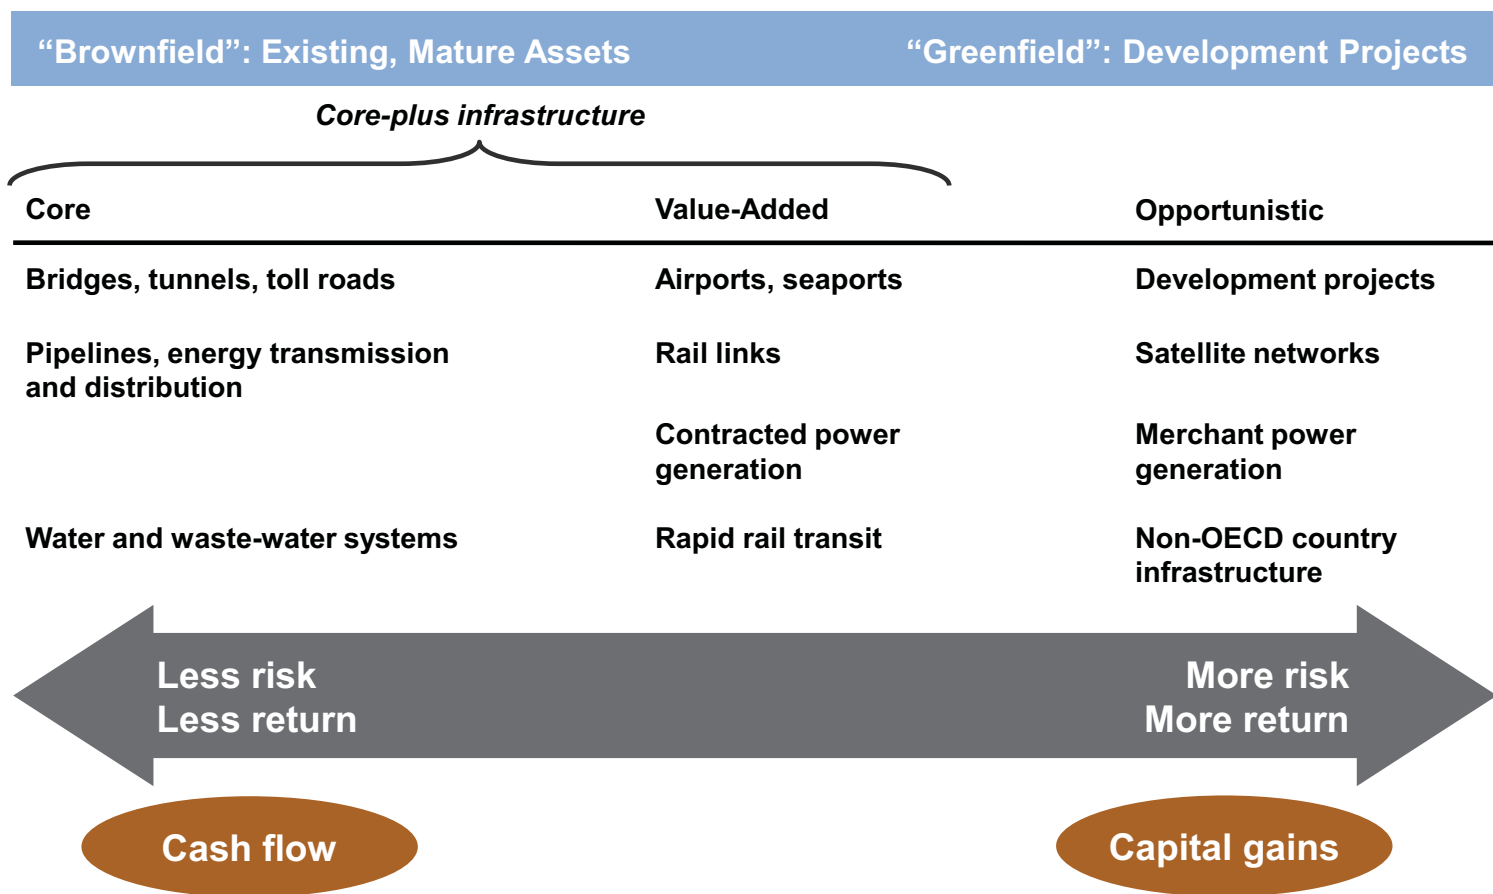 “Brownfield”: Existing, Mature Assets
“Greenfield”: Development Projects
Core-plus infrastructure
Core
Value-Added
Opportunistic
Bridges, tunnels, toll roads
Airports, seaports
Development projects
Pipelines, energy transmission
and distribution
Rail links
Satellite networks
Contracted power
generation
Merchant power
generation
Water and waste-water systems
Rapid rail transit
Non-OECD country
infrastructure
Less risk
Less return
More risk
More return
Cash flow
Capital gains